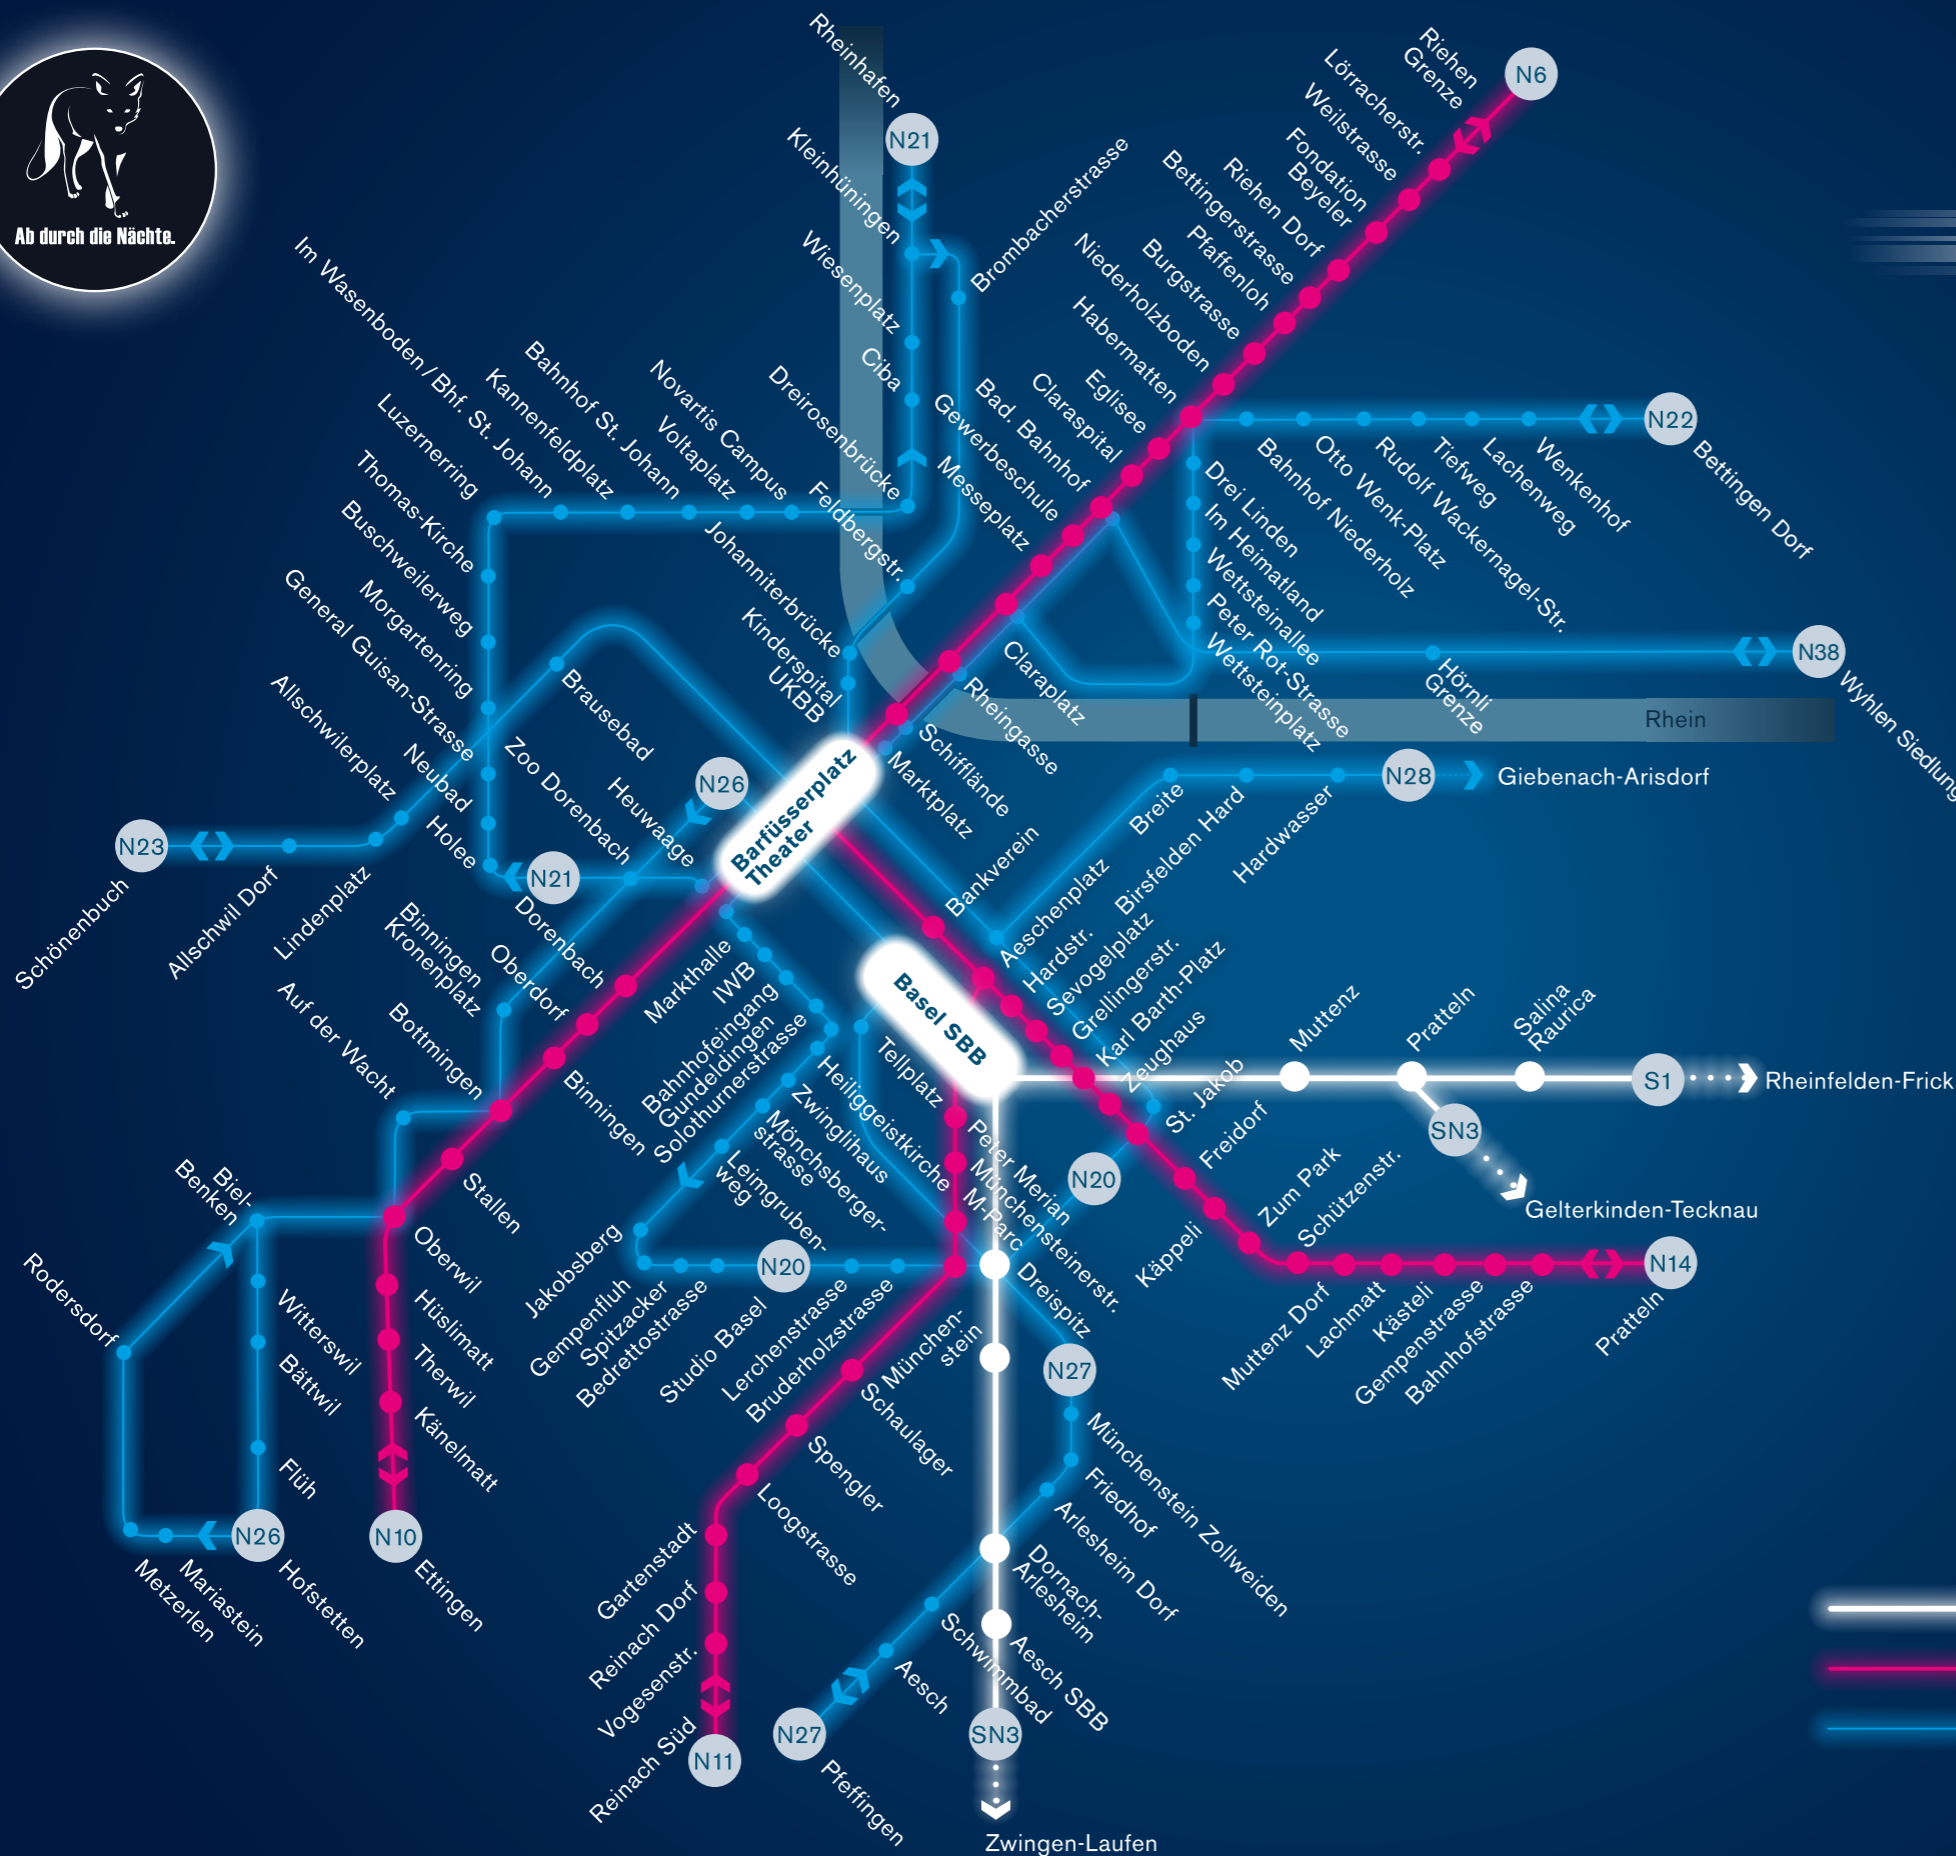 Ab durch die Nächte.
Rheinhafen
N21
Kleinhüningen
Wiesenplatz
Ciba
Dreirosenbrücke
Brombacherstrasse
Riehen
Grenze
N6
Lörracherstr.
Weilstrasse
Fondation
Beyeler
Riehen Dorf
Bettingerstrasse
Pfaffenloh
Burgstrasse
Niederholzboden
Habermatten
Eglisee
Claraspital
Bad. Bahnhof
Gewerbeschule
Messeplatz
Im Wasenboden / Bhf. St. Johann
Kannenfeldplatz
Bahnhof St. Johann
Voltaplatz
Novartis Campus
Feldbergstr.
Johanniterbrücke
Kinderspital
UKBB
Luzernerring
Thomas-Kirche
Buschweilerweg
Morgartenring
General Guisan-Strasse
Allschwilerplatz
Neubad
Holee
Zoo Dorenbach
Brausebad
Heuwaage
N26
N21
N22
Bettingen Dorf
Wenkenhof
Lachenweg
Tiefweg
Rudolf Wackernagel-Str.
Otto Wenk-Platz
Bahnhof Niederholz
Drei Linden
Im Heimatland
Wettsteinallee
Peter Rot-Strasse
Wettsteinplatz
Claraplatz
Rheingasse
Schifflände
Marktplatz
Hörnli
Grenze
N38
Wyhlen Siedlung
Rhein
N28
Giebenach-Arisdorf
Breite
Birsfelden Hard
Hardwasser
Barfüsserplatz
Theater
N23
Schönenbuch
Allschwil Dorf
Lindenplatz
Binningen
Kronenplatz
Oberdorf
Dorenbach
Auf der Wacht
Bottmingen
Binningen
Stallen
Oberwil
Markthalle
IWB
Bahnhofeingang
Gundeldingen
Solothurnerstrasse
Heiliggeistkirche
Zwinglihaus
Mönchsberger-
strasse
Leimgruben-
weg
Jakobsberg
Gempenfluh
Spitzacker
Bedrettostrasse
N20
Studio Basel
Lerchenstrasse
Bruderholzstrasse
Basel SBB
Tellplatz
Bankverein
Aeschenplatz
Hardstr.
Sevogelplatz
Grellingerstr.
Karl Barth-Platz
Zeughaus
St. Jakob
Freidorf
Käppeli
Zum Park
Schützenstr.
Muttenz Dorf
Lachmatt
Kästeli
Gempenstrasse
Bahnhofstrasse
N14
Pratteln
Muttenz
Pratteln
Salina
Raurica
S1
Rheinfelden-Frick
SN3
Gelterkinden-Tecknau
Peter Merian
Münchensteinerstr.
M-Parc
N20
Dreispitz
München-
stein
N27
Münchenstein Zollweiden
Friedhof
Arlesheim Dorf
Dornach-
Arlesheim
Schwimmbad
Aesch
Aesch SBB
N27
Pfeffingen
SN3
Zwingen-Laufen
Schaulager
Spengler
Loogstrasse
Gartenstadt
Reinach Dorf
Vogesenstr.
Reinach Süd
N11
Biel-
Benken
Rodersdorf
Witterswil
Bättwil
Flüh
N26
Hofstetten
Mariastein
Metzerlen
Hüslimatt
Therwil
Känelmatt
N10
Ettingen